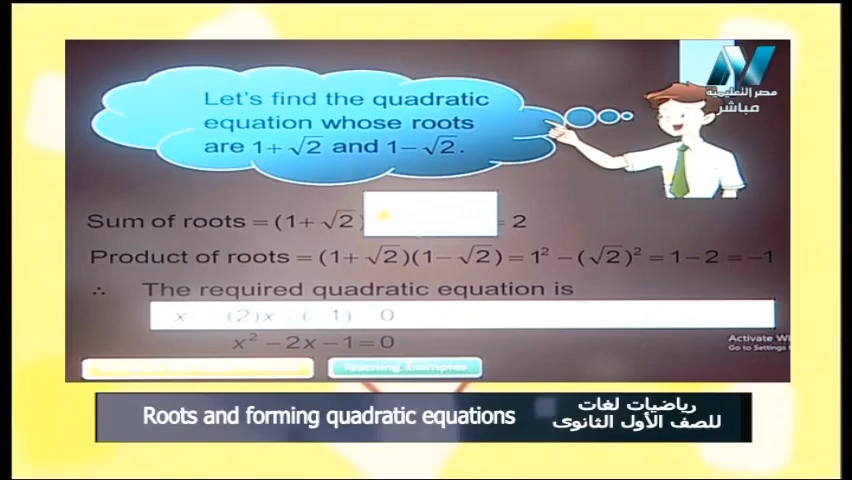 مصر التعليمية
مباشر
Let's find the quadratic
equation whose roots
are 1+ √2 and 1− √2.
Sum of roots = (1+ √2) = 2
Product of roots = (1+ √2)(1− √2) = 1² − (√2)² = 1−2 = −1
∴ The required quadratic equation is
x (2)x ( 1) 0
x² −2x −1 = 0
Activate Wi
Go to Settings
Teaching Examples
Roots and forming quadratic equations
رياضيات لغات
للصف الأول الثانوى